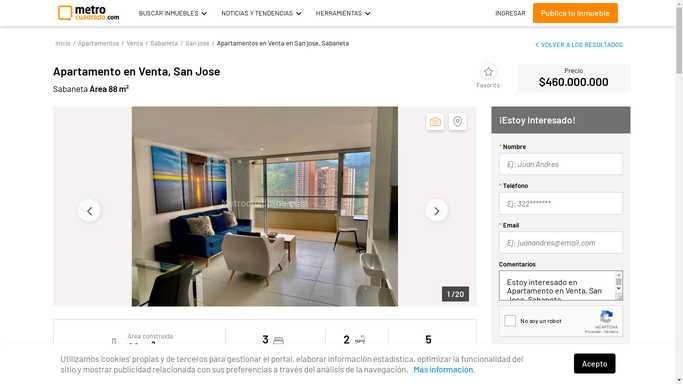 metro
cuadrado.com
BUSCAR INMUEBLES
NOTICIAS Y TENDENCIAS
HERRAMIENTAS
INGRESAR
Publica tu Inmueble
Inicio / Apartamentos / Venta / Sabaneta / San jose / Apartamentos en Venta en San jose, Sabaneta
VOLVER A LOS RESULTADOS
Apartamento en Venta, San Jose
Sabaneta Área 88 m²
Favorito
Precio
$460.000.000
1 / 20
¡Estoy Interesado!
* Nombre
Ej: Juan Andres
* Teléfono
Ej: 322*******
* Email
Ej: juanandres@email.com
Comentarios
Estoy interesado en
Apartamento en Venta, San
Jose, Sabaneta
No soy un robot
reCAPTCHA
Privacidad - Términos
Área construida
3
2
5
Utilizamos 'cookies' propias y de terceros para gestionar el portal, elaborar información estadística, optimizar la funcionalidad del
sitio y mostrar publicidad relacionada con sus preferencias a través del análisis de la navegación. Más información.
Acepto